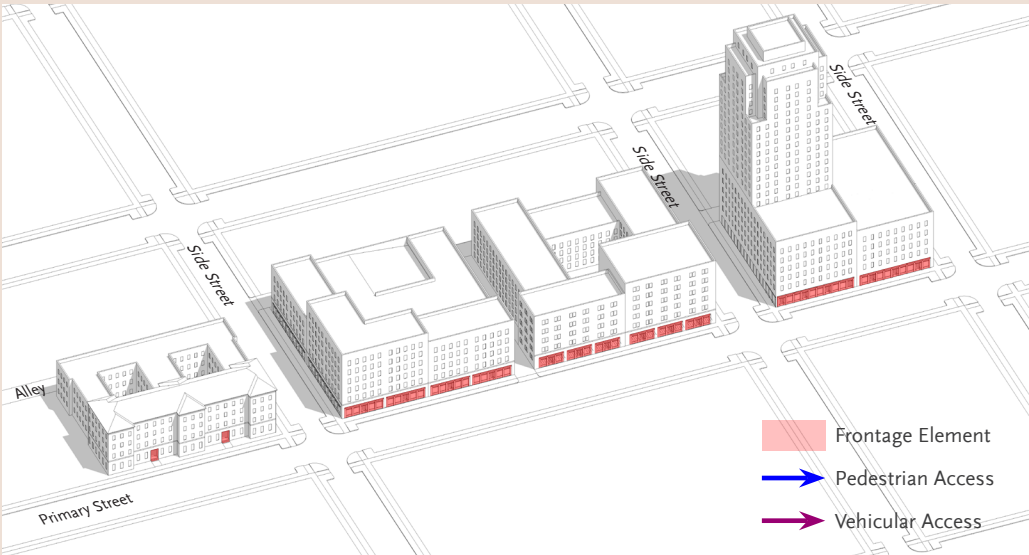 Side Street
Side Street
Side Street
Alley
Primary Street
Frontage Element
Pedestrian Access
Vehicular Access